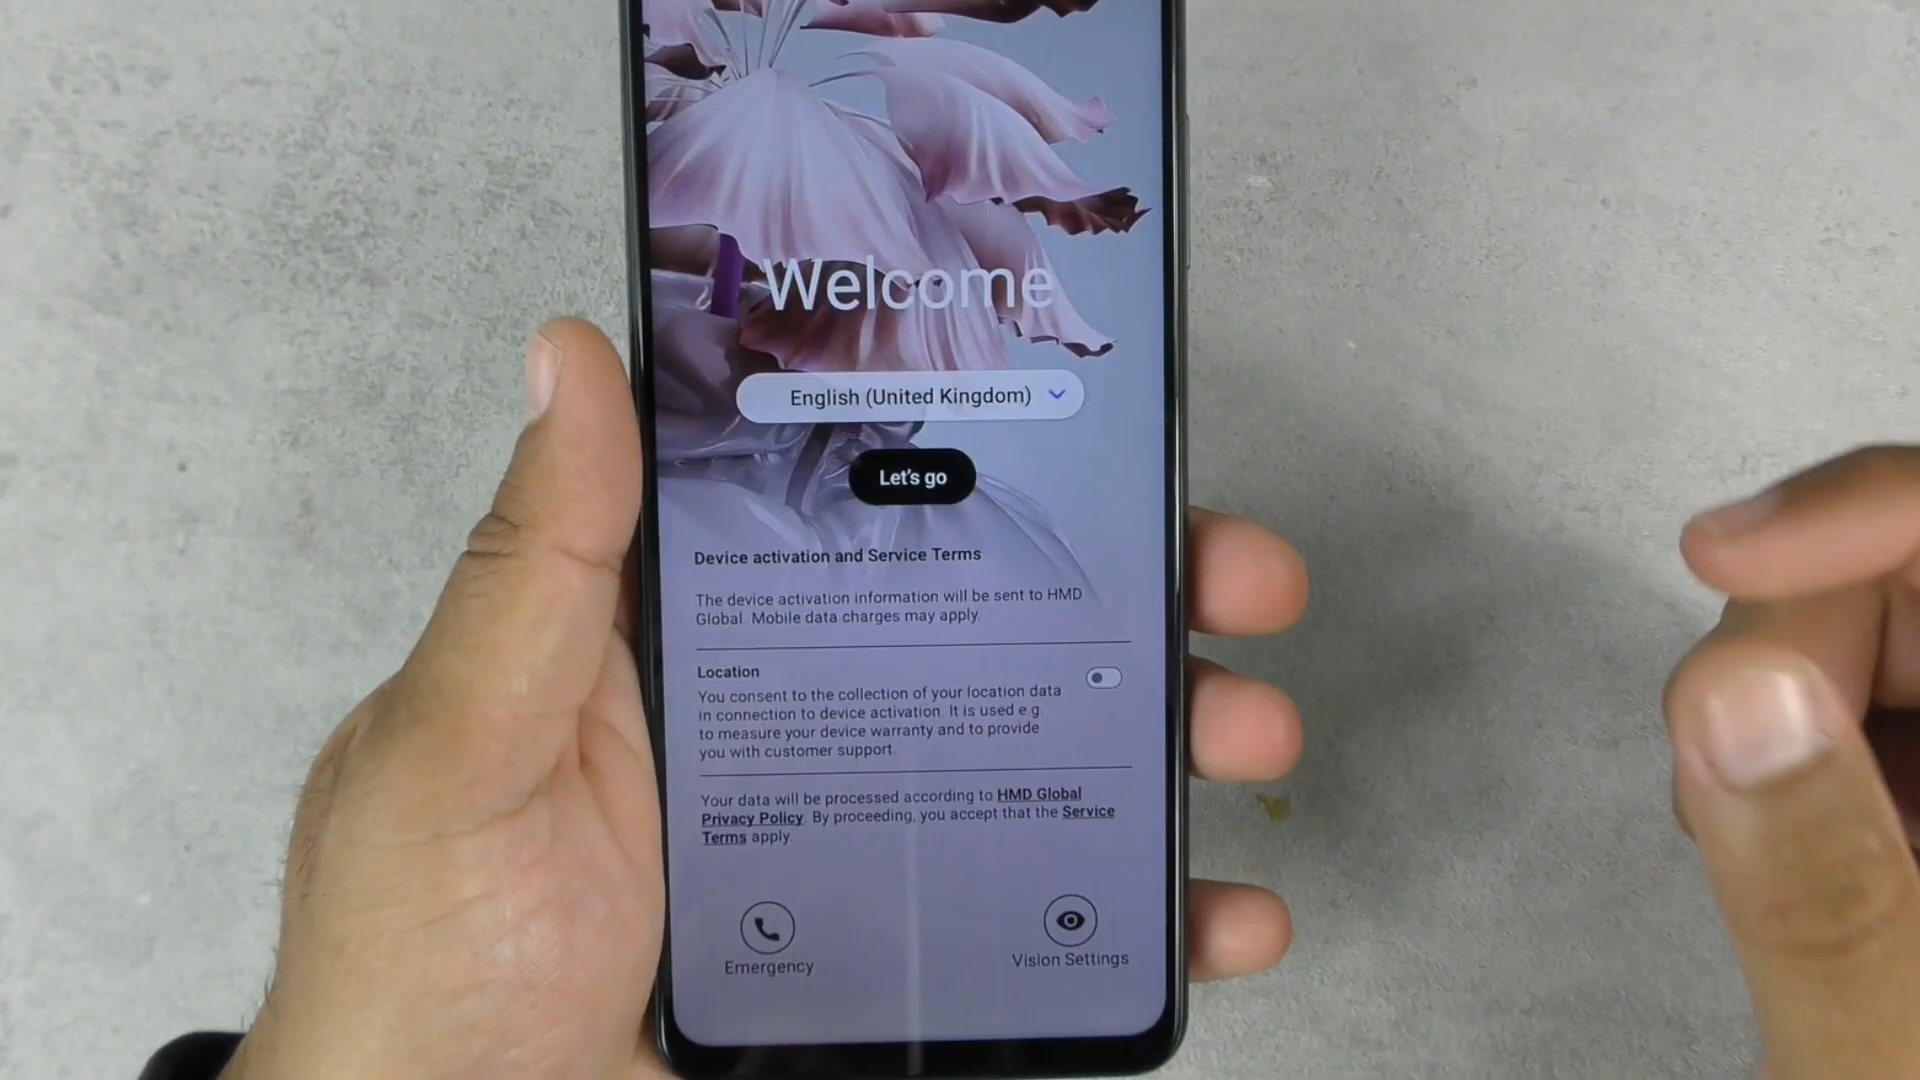 Welcome
English (United Kingdom)
Let's go
Device activation and Service Terms
The device activation information will be sent to HMD
Global. Mobile data charges may apply.
Location
You consent to the collection of your location data
in connection to device activation. It is used e.g.
to measure your device warranty and to provide
you with customer support.
Your data will be processed according to HMD Global
Privacy Policy. By proceeding, you accept that the Service
Terms apply.
Emergency
Vision Settings